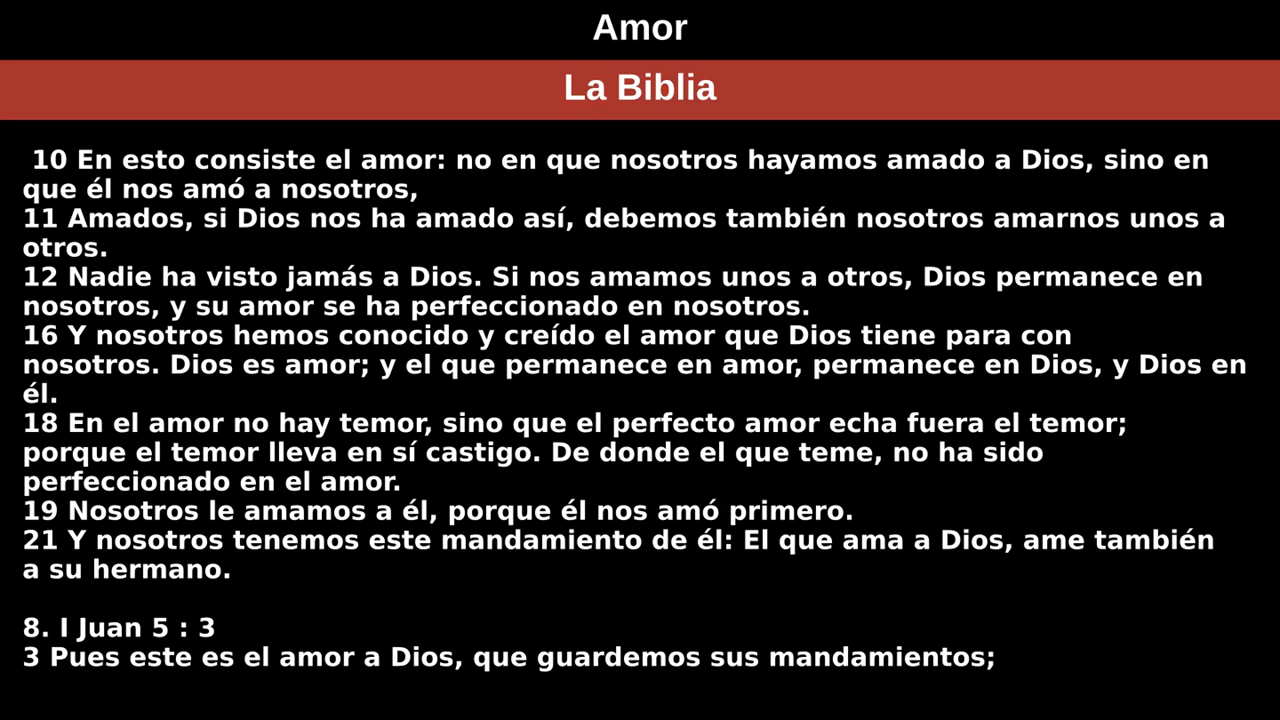 Amor
La Biblia
10 En esto consiste el amor: no en que nosotros hayamos amado a Dios, sino en
que él nos amó a nosotros,
11 Amados, si Dios nos ha amado así, debemos también nosotros amarnos unos a
otros.
12 Nadie ha visto jamás a Dios. Si nos amamos unos a otros, Dios permanece en
nosotros, y su amor se ha perfeccionado en nosotros.
16 Y nosotros hemos conocido y creído el amor que Dios tiene para con
nosotros. Dios es amor; y el que permanece en amor, permanece en Dios, y Dios en
él.
18 En el amor no hay temor, sino que el perfecto amor echa fuera el temor;
porque el temor lleva en sí castigo. De donde el que teme, no ha sido
perfeccionado en el amor.
19 Nosotros le amamos a él, porque él nos amó primero.
21 Y nosotros tenemos este mandamiento de él: El que ama a Dios, ame también
a su hermano.
8. I Juan 5 : 3
3 Pues este es el amor a Dios, que guardemos sus mandamientos;